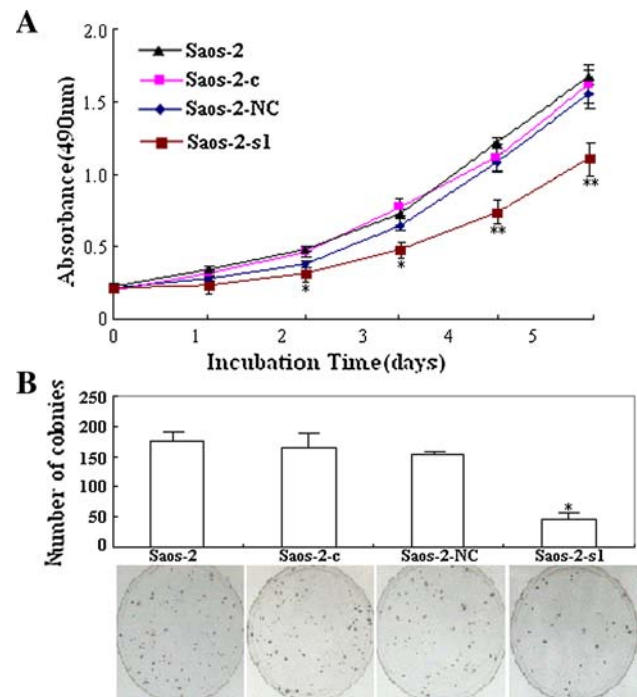 A
2.0
1.5
1.0
0.5
0
Absorbance(490nm)
Saos-2
Saos-2-c
Saos-2-NC
Saos-2-s1
*
*
**
**
0 1 2 3 4 5
Incubation Time(days)
B
Number of colonies
250
200
150
100
50
0
*
Saos-2 Saos-2-c Saos-2-NC Saos-2-s1